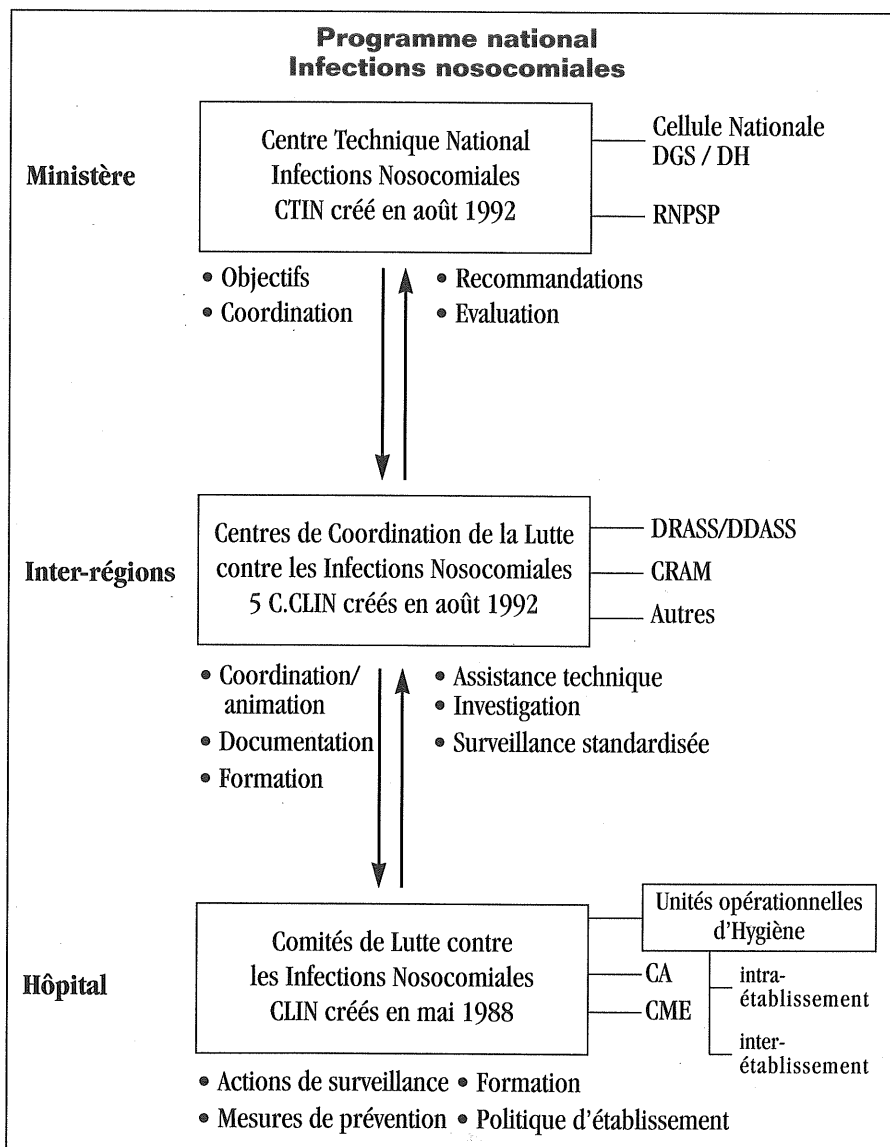 Programme national
Infections nosocomiales
Ministère
Centre Technique National
Infections Nosocomiales
CTIN créé en août 1992
Cellule Nationale
DGS / DH
RNPSP
• Objectifs
• Coordination
• Recommandations
• Evaluation
Inter-régions
Centres de Coordination de la Lutte
contre les Infections Nosocomiales
5 C.CLIN créés en août 1992
DRASS/DDASS
CRAM
Autres
• Coordination/
animation
• Documentation
• Formation
• Assistance technique
• Investigation
• Surveillance standardisée
Hôpital
Comités de Lutte contre
les Infections Nosocomiales
CLIN créés en mai 1988
Unités opérationnelles
d'Hygiène
CA
CME
intra-
établissement
inter-
établissement
• Actions de surveillance • Formation
• Mesures de prévention • Politique d'établissement